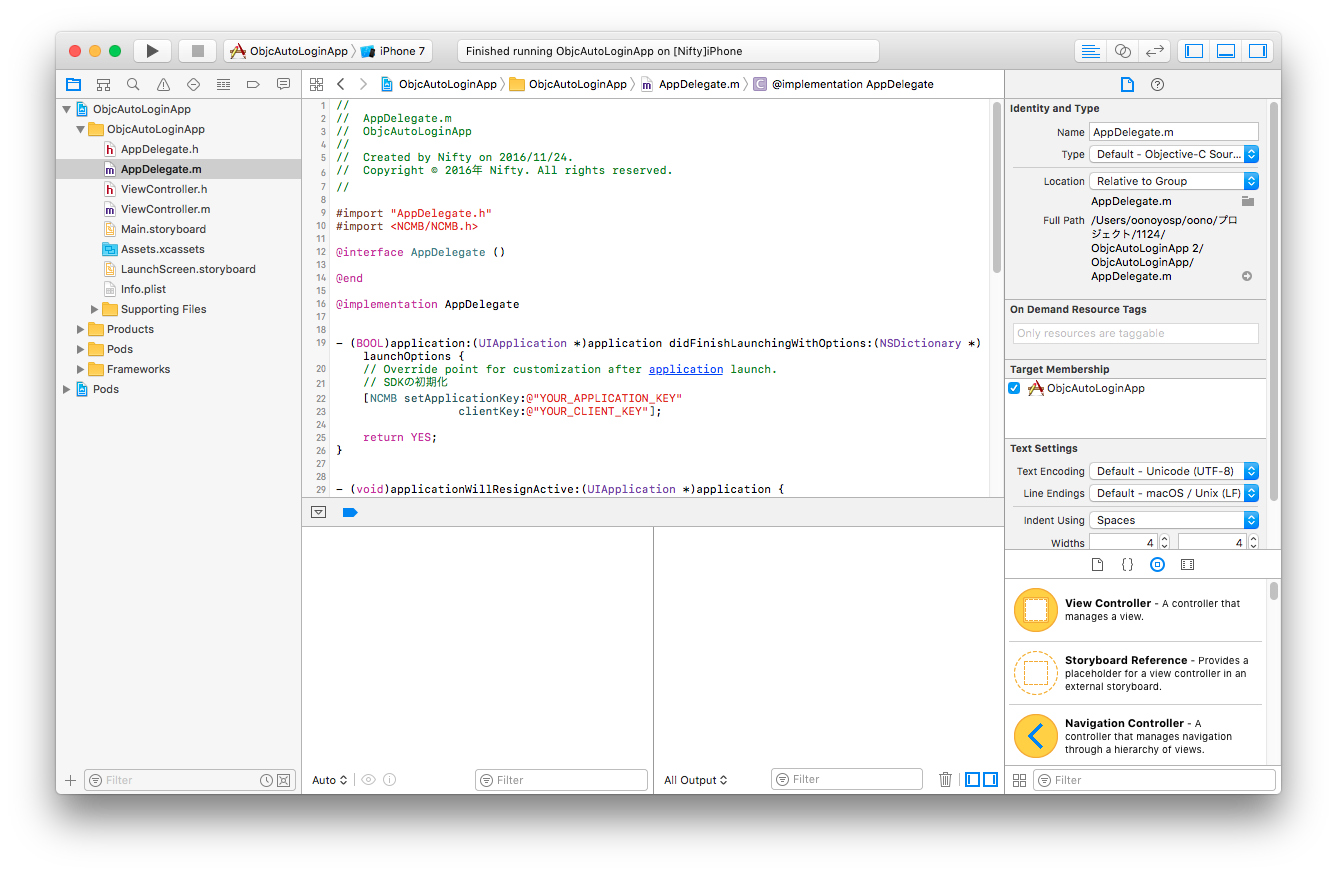 ObjcAutoLoginApp iPhone 7
Finished running ObjcAutoLoginApp on [Nifty]iPhone
ObjcAutoLoginApp
ObjcAutoLoginApp
AppDelegate.h
AppDelegate.m
ViewController.h
ViewController.m
Main.storyboard
Assets.xcassets
LaunchScreen.storyboard
Info.plist
Supporting Files
Products
Pods
Frameworks
Pods
Filter
ObjcAutoLoginApp ObjcAutoLoginApp m AppDelegate.m C @implementation AppDelegate
1 //
2 //  AppDelegate.m
3 //  ObjcAutoLoginApp
4 //
5 //  Created by Nifty on 2016/11/24.
6 //  Copyright © 2016年 Nifty. All rights reserved.
7 //
8
9 #import "AppDelegate.h"
10 #import <NCMB/NCMB.h>
11
12 @interface AppDelegate ()
13
14 @end
15
16 @implementation AppDelegate
17
18
19 - (BOOL)application:(UIApplication *)application didFinishLaunchingWithOptions:(NSDictionary *)
launchOptions {
20 // Override point for customization after application launch.
21 // SDKの初期化
22 [NCMB setApplicationKey:@"YOUR_APPLICATION_KEY"
23 clientKey:@"YOUR_CLIENT_KEY"];
24
25 return YES;
26 }
27
28
29 - (void)applicationWillResignActive:(UIApplication *)application {
Auto
Filter
All Output
Filter
Identity and Type
Name AppDelegate.m
Type Default - Objective-C Sour...
Location Relative to Group
AppDelegate.m
Full Path /Users/oonoyosp/oono/プロ
ジェクト/1124/
ObjcAutoLoginApp 2/
ObjcAutoLoginApp/
AppDelegate.m
On Demand Resource Tags
Only resources are taggable
Target Membership
ObjcAutoLoginApp
Text Settings
Text Encoding Default - Unicode (UTF-8)
Line Endings Default - macOS / Unix (LF)
Indent Using Spaces
Widths 4 4
View Controller - A controller that
manages a view.
Storyboard Reference - Provides a
placeholder for a view controller in an
external storyboard.
Navigation Controller - A
controller that manages navigation
through a hierarchy of views.
Filter